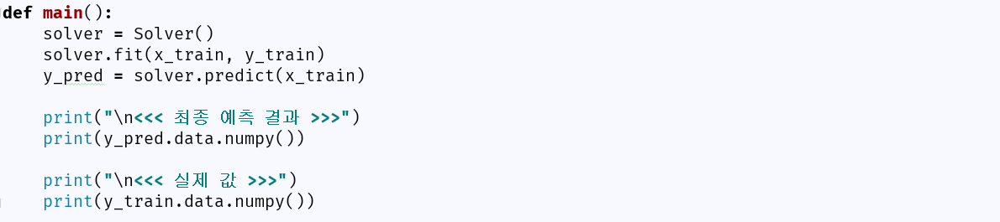 def main():
    solver = Solver()
    solver.fit(x_train, y_train)
    y_pred = solver.predict(x_train)
    print("\n<<< 최종 예측 결과 >>>")
    print(y_pred.data.numpy())
    print("\n<<< 실제 값 >>>")
    print(y_train.data.numpy())